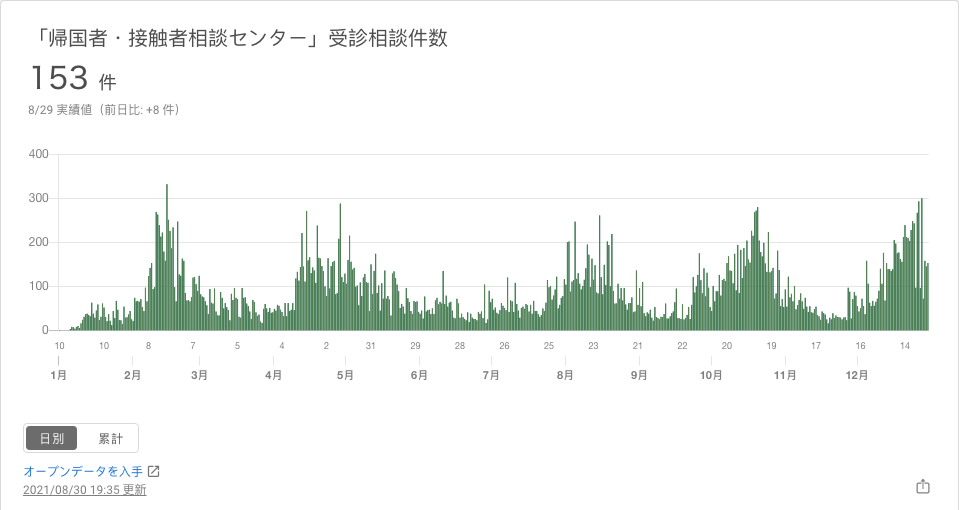 「帰国者・接触者相談センター」受診相談件数
153 件
8/29 実績値（前日比: +8 件）
400
300
200
100
0
10 10 8 7 5 4 2 31 29 28 26 25 23 21 22 20 19 17 16 14
1月 2月 3月 4月 5月 6月 7月 8月 9月 10月 11月 12月
日別 累計
オープンデータを入手
2021/08/30 19:35 更新